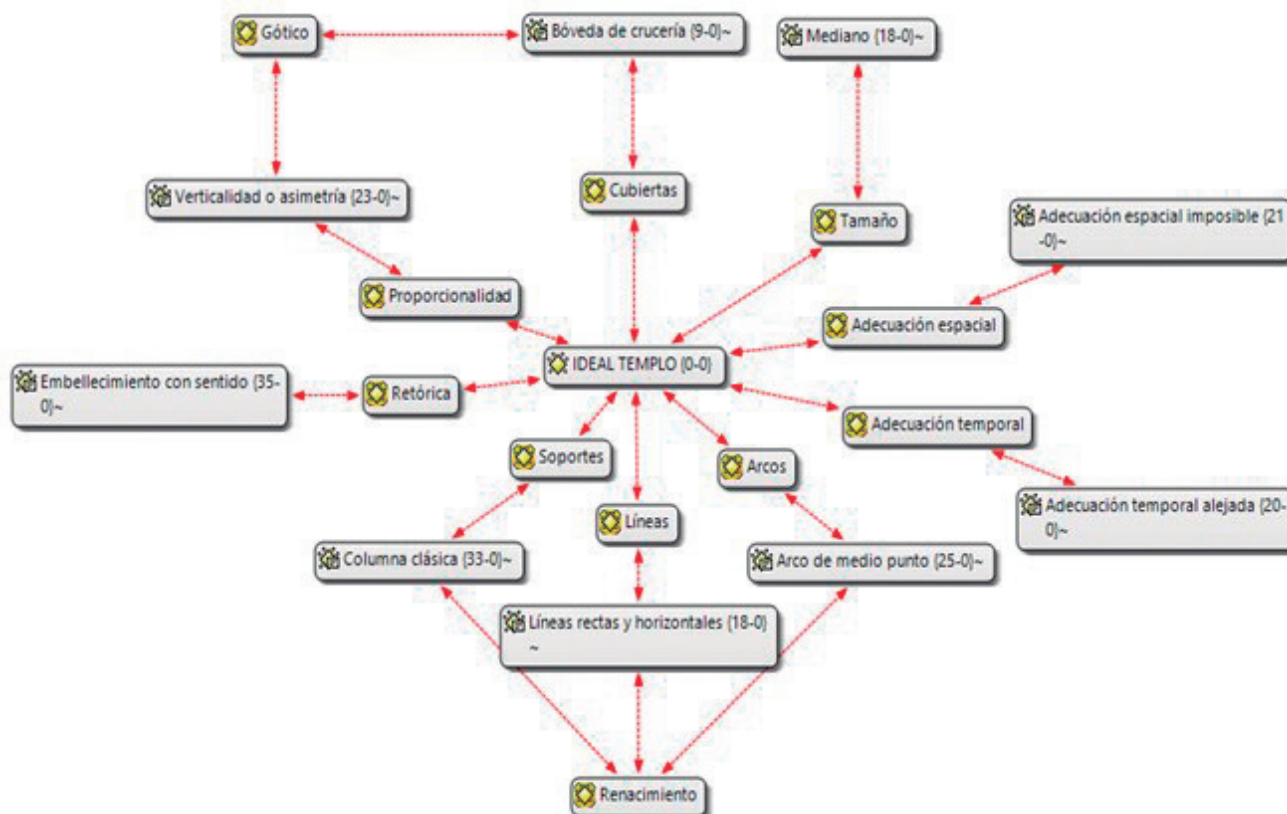 Gótico
Bóveda de crucería {9-0}~
Mediano {18-0}~
Verticalidad o asimetría {23-0}~
Cubiertas
Tamaño
Adecuación espacial imposible {21
-0}~
Proporcionalidad
Adecuación espacial
IDEAL TEMPLO {0-0}
Embellecimiento con sentido {35-
0}~
Retórica
Adecuación temporal
Soportes
Arcos
Líneas
Adecuación temporal alejada {20-
0}~
Columna clásica {33-0}~
Arco de medio punto {25-0}~
Líneas rectas y horizontales {18-0}
~
Renacimiento